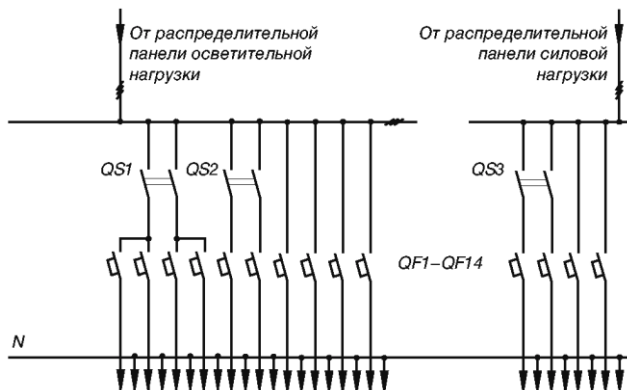 От распределительной
панели осветительной
нагрузки
От распределительной
панели силовой
нагрузки
QS1
QS2
QS3
QF1–QF14
N